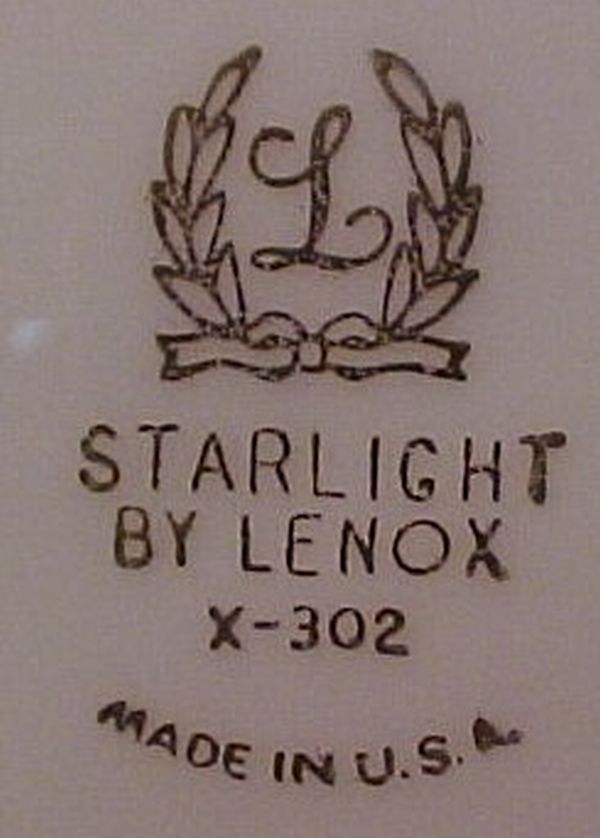 L
STARLIGHT
BY LENOX
X-302
MADE IN U.S.A.